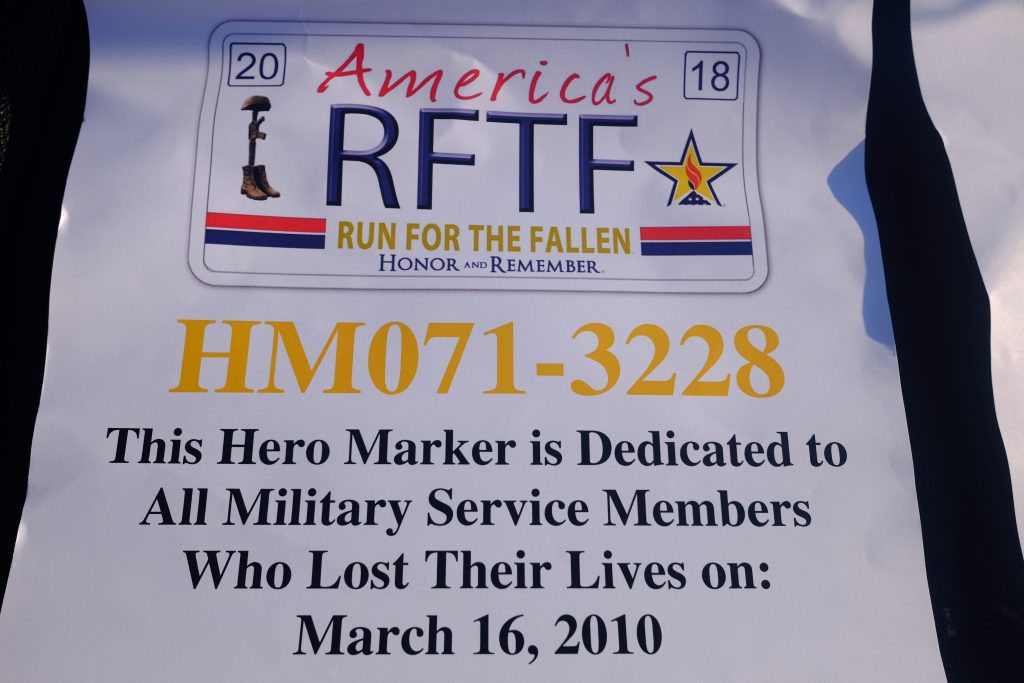 20 America's 18
RFTF
RUN FOR THE FALLEN
HONOR AND REMEMBER
HM071-3228
This Hero Marker is Dedicated to
All Military Service Members
Who Lost Their Lives on:
March 16, 2010